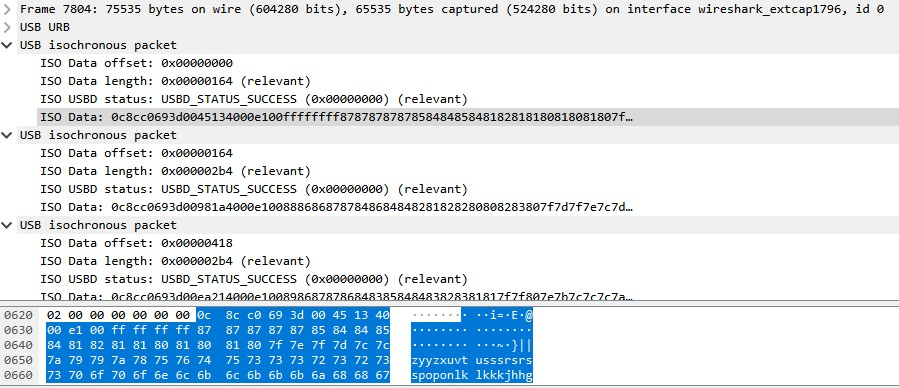 Frame 7804: 75535 bytes on wire (604280 bits), 65535 bytes captured (524280 bits) on interface wireshark_extcap1796, id 0
USB URB
USB isochronous packet
ISO Data offset: 0x00000000
ISO Data length: 0x00000164 (relevant)
ISO USBD status: USBD_STATUS_SUCCESS (0x00000000) (relevant)
ISO Data: 0c8cc0693d0045134000e100ffffffff87878787878584848584818281818081808180​7f…
USB isochronous packet
ISO Data offset: 0x00000164
ISO Data length: 0x000002b4 (relevant)
ISO USBD status: USBD_STATUS_SUCCESS (0x00000000) (relevant)
ISO Data: 0c8cc0693d00981a4000e1008886868787848684848281828280808283807f7d7f7e7c7d…
USB isochronous packet
ISO Data offset: 0x00000418
ISO Data length: 0x000002b4 (relevant)
ISO USBD status: USBD_STATUS_SUCCESS (0x00000000) (relevant)
ISO Data: 0c8cc0693d00ea214000e1008986878786848385848483828381817f7f807e7b7c7c7c7a…
0620 02 00 00 00 00 00 00 0c 8c c0 69 3d 00 45 13 40 ······· ··i=·E·@
0630 00 e1 00 ff ff ff ff 87 87 87 87 87 85 84 84 85 ········ ········
0640 84 81 82 81 81 80 81 80 81 80 7f 7e 7f 7d 7c 7c ········ ···~·}||
0650 7a 79 79 7a 78 75 76 74 75 73 73 72 73 72 73 zyyzxuvt usssrsrs
0660 73 70 6f 70 6f 6e 6c 6b 6c 6b 6b 6b 6a 68 68 67 spoponlk lkkkjhhg